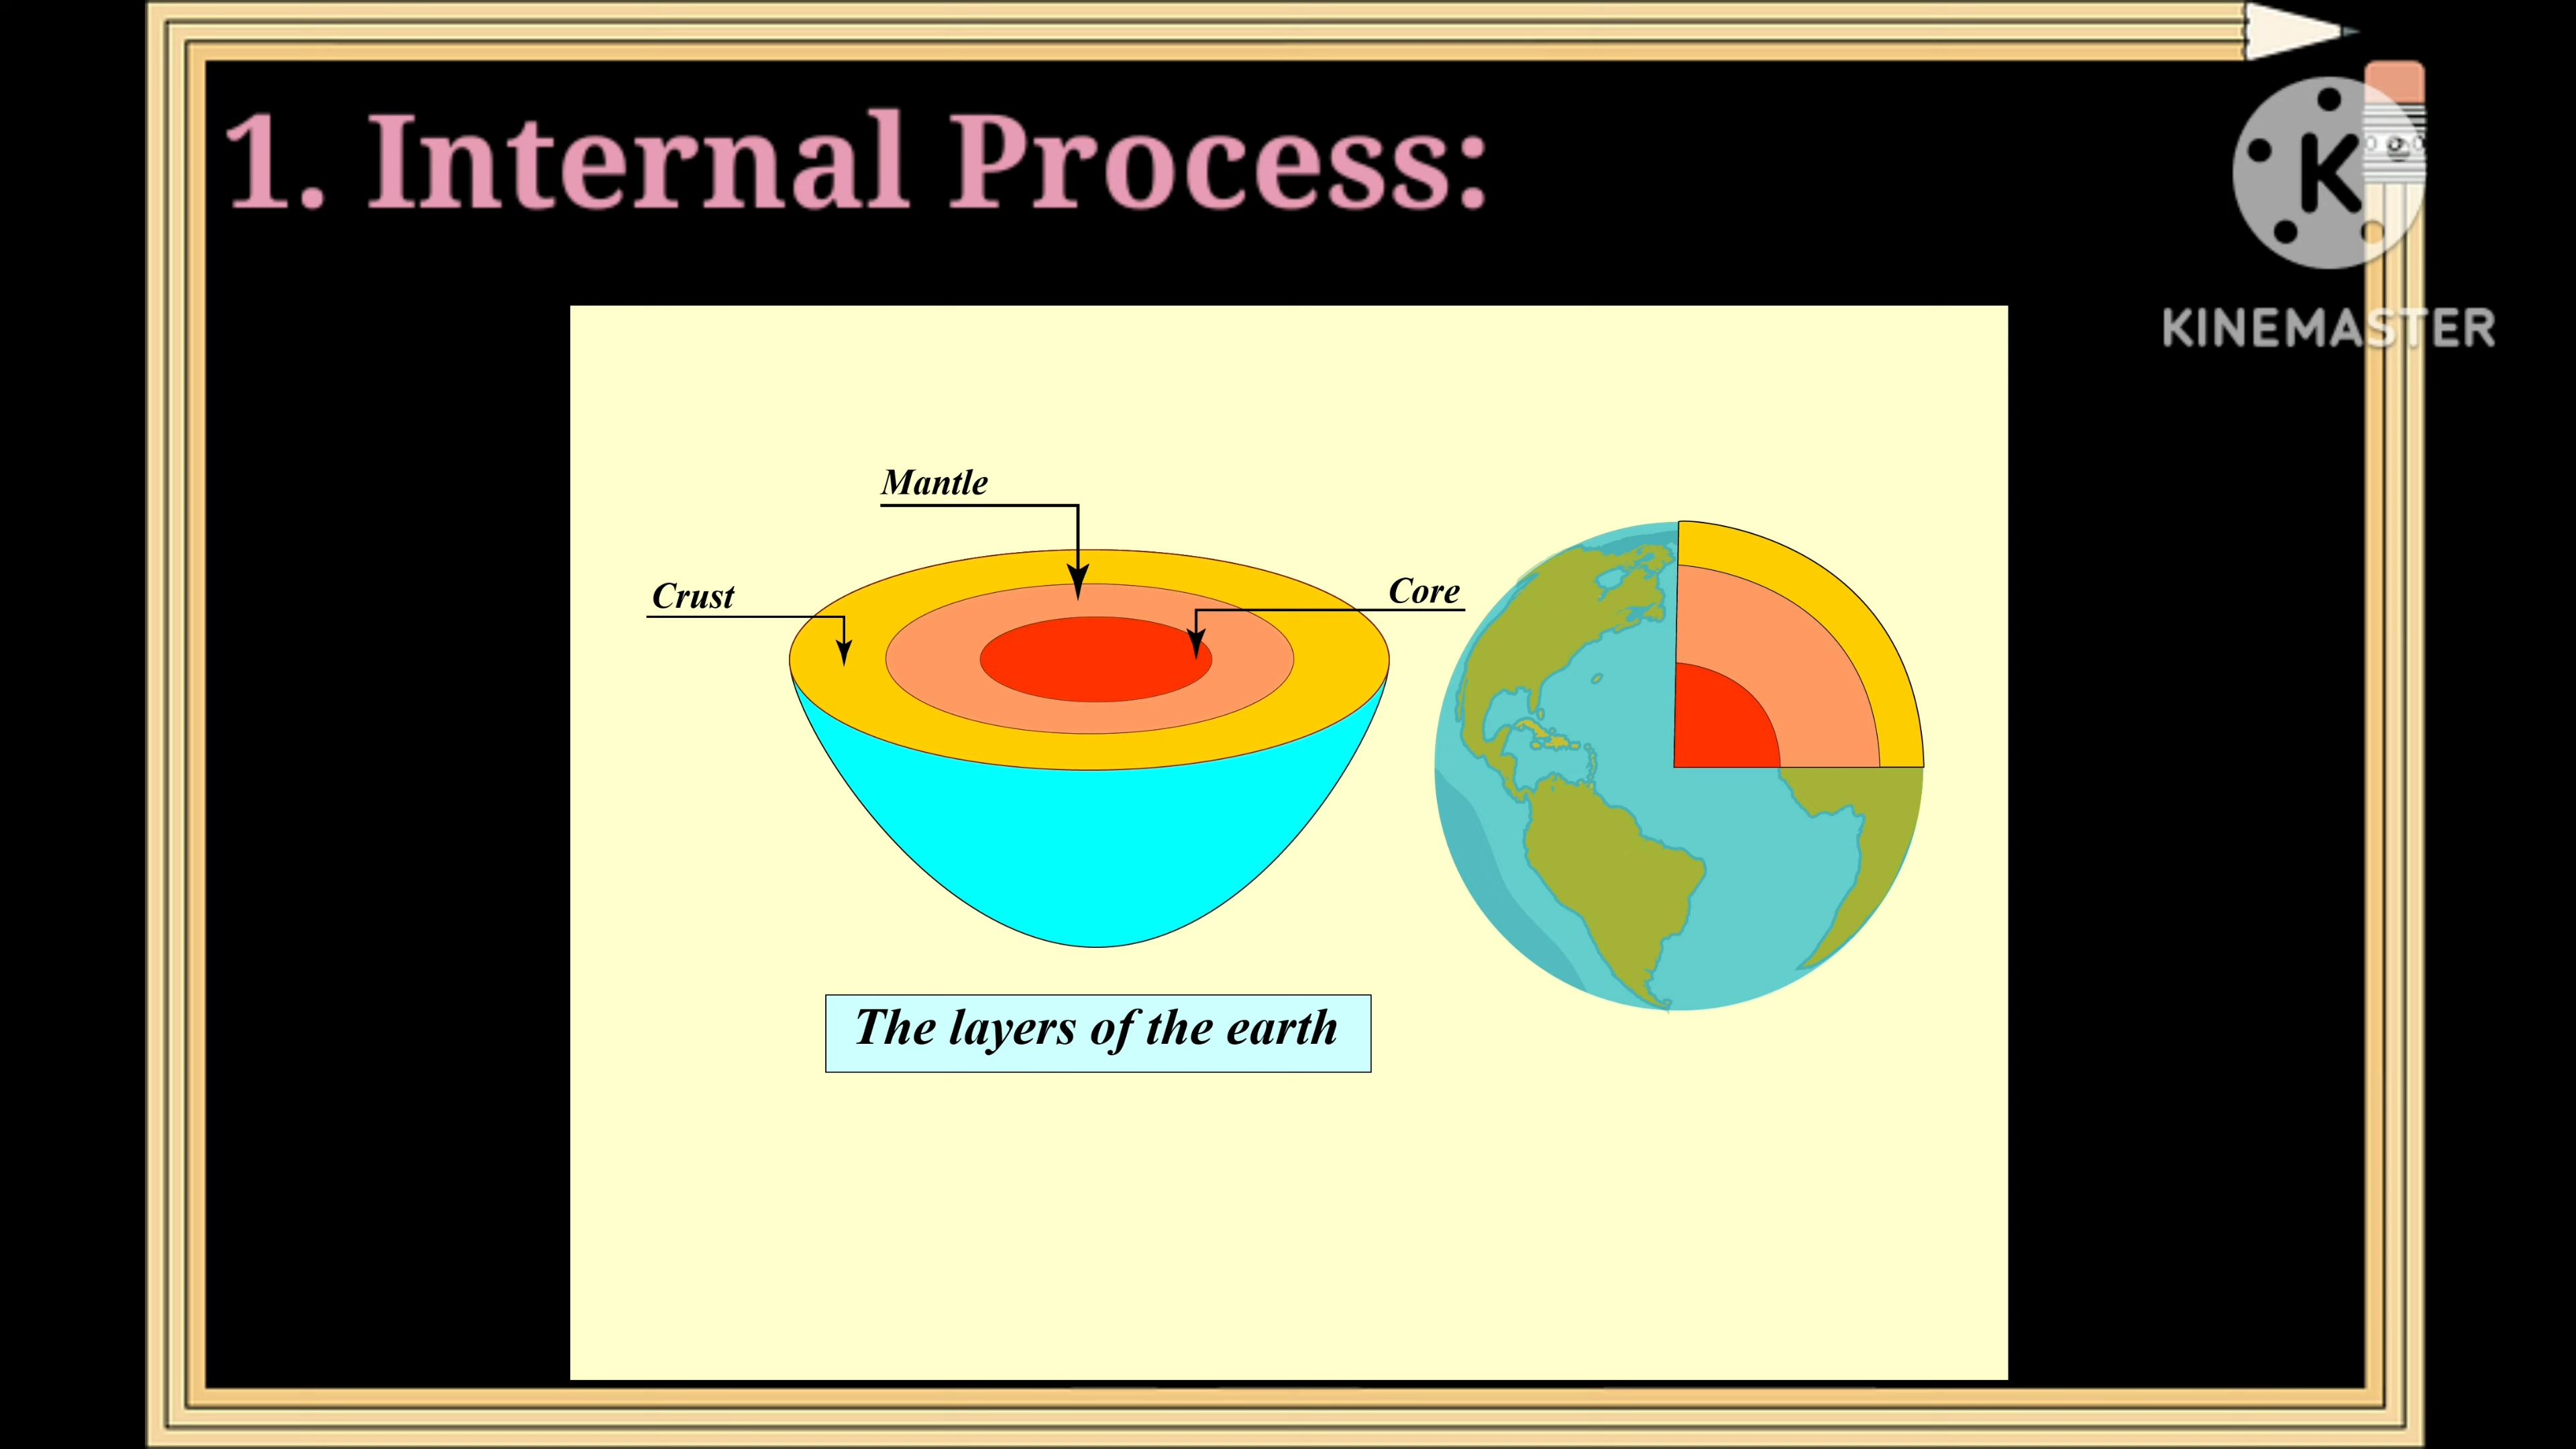 1. Internal Process:
K
KINEMASTER
Mantle
Crust
Core
The layers of the earth